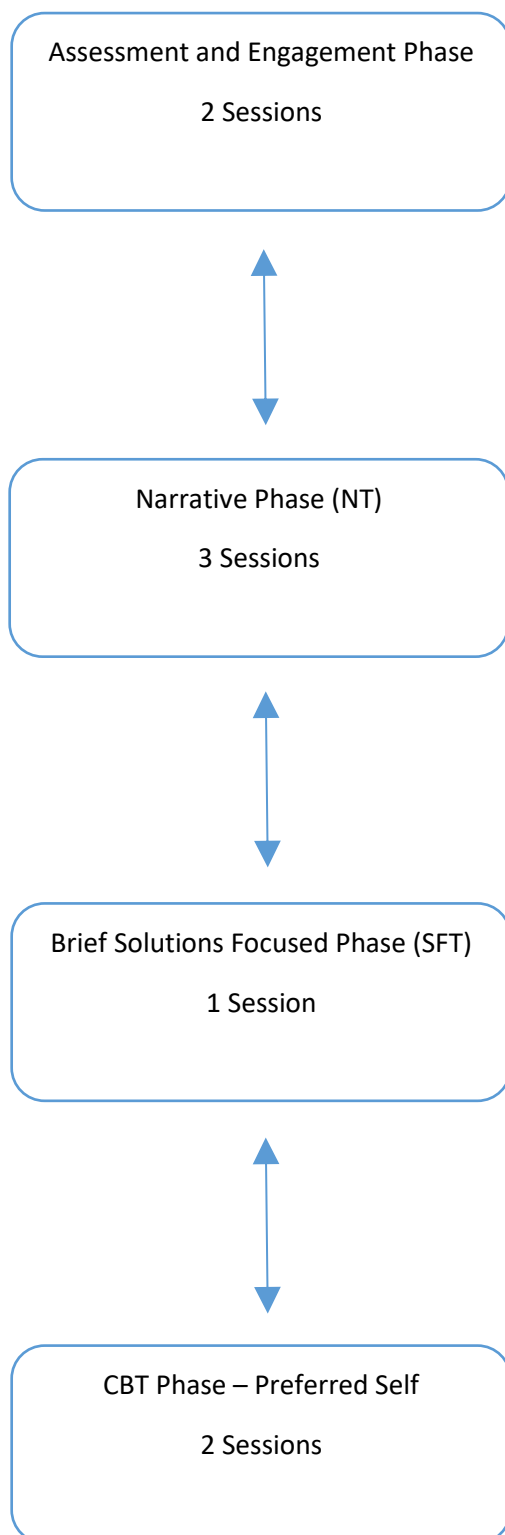 Assessment and Engagement Phase
2 Sessions
Narrative Phase (NT)
3 Sessions
Brief Solutions Focused Phase (SFT)
1 Session
CBT Phase – Preferred Self
2 Sessions